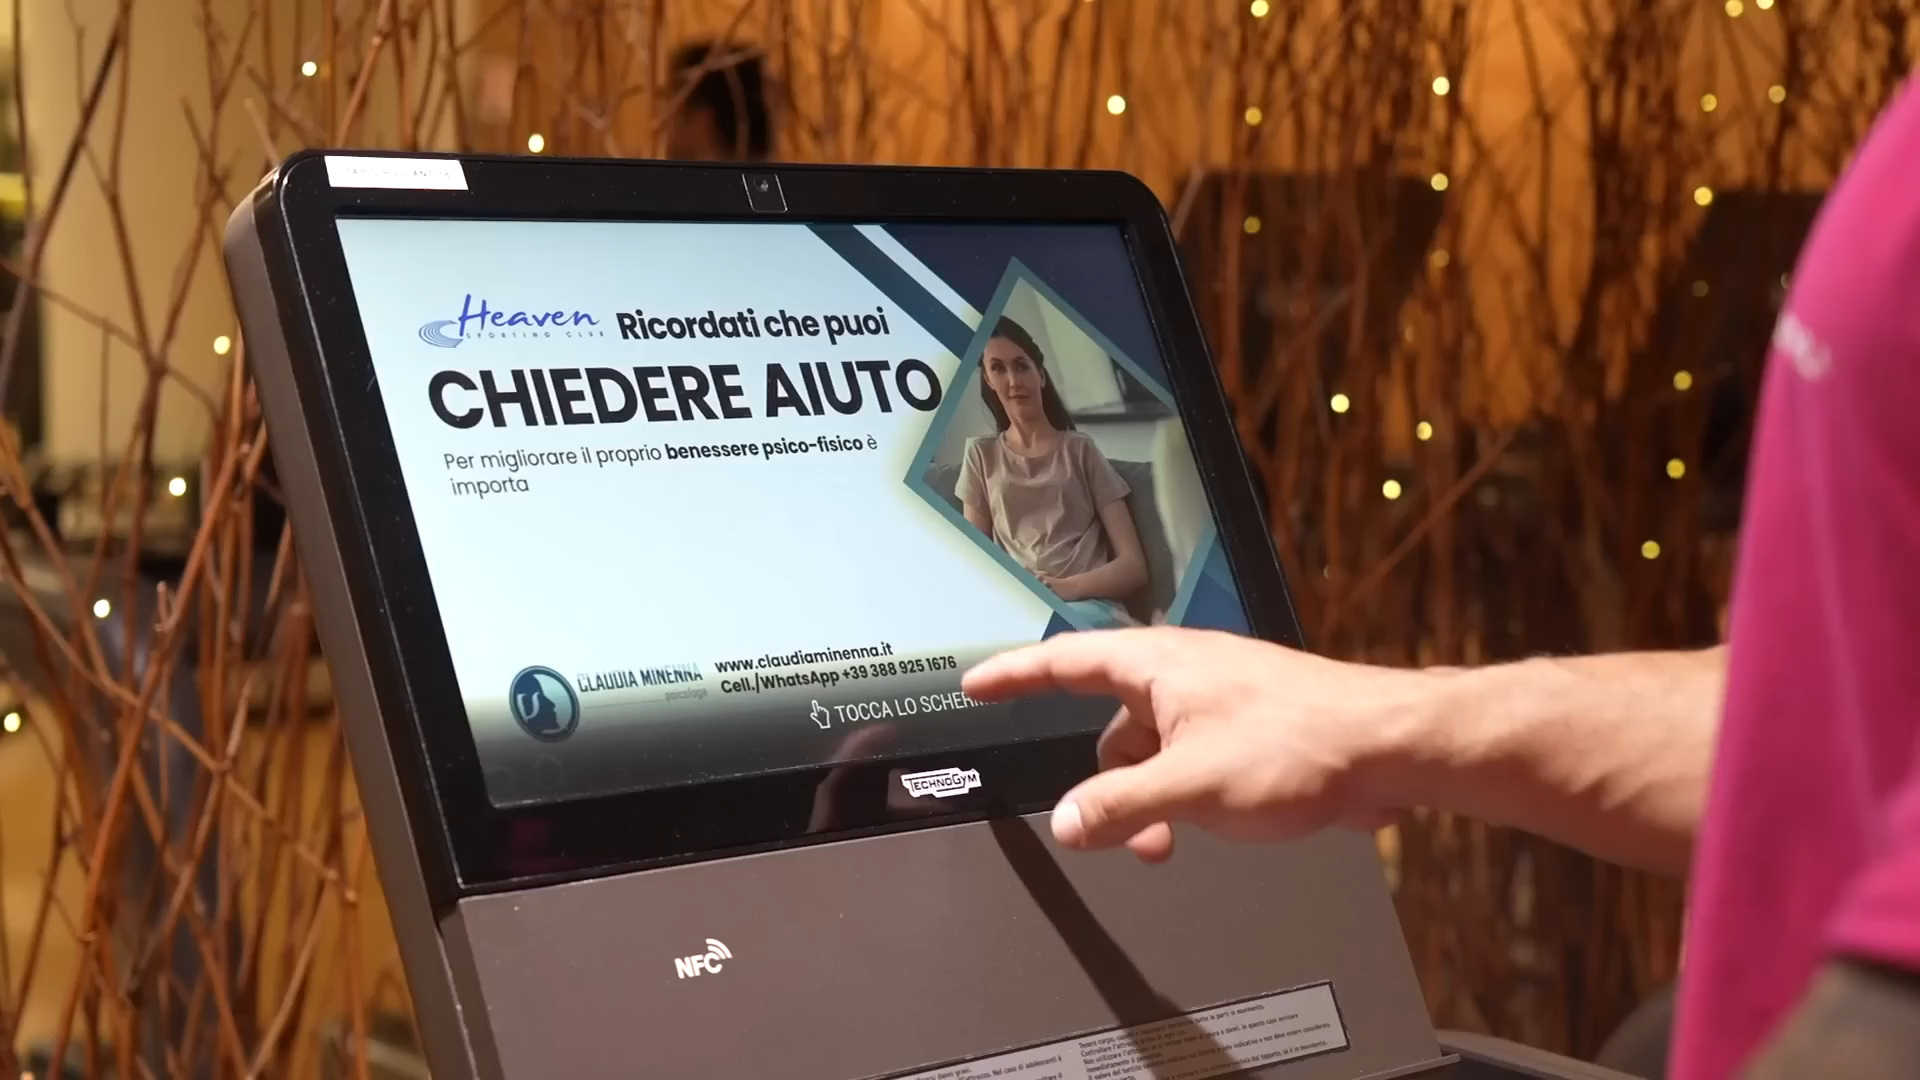 Heaven
SPORTING CLUB
Ricordati che puoi
CHIEDERE AIUTO
Per migliorare il proprio benessere psico-fisico è
importa
CLAUDIA MINENNA
psicologa
www.claudiaminenna.it
Cell./WhatsApp +39 388 925 1676
TOCCA LO SCHERM
TECHNOGYM
NFC